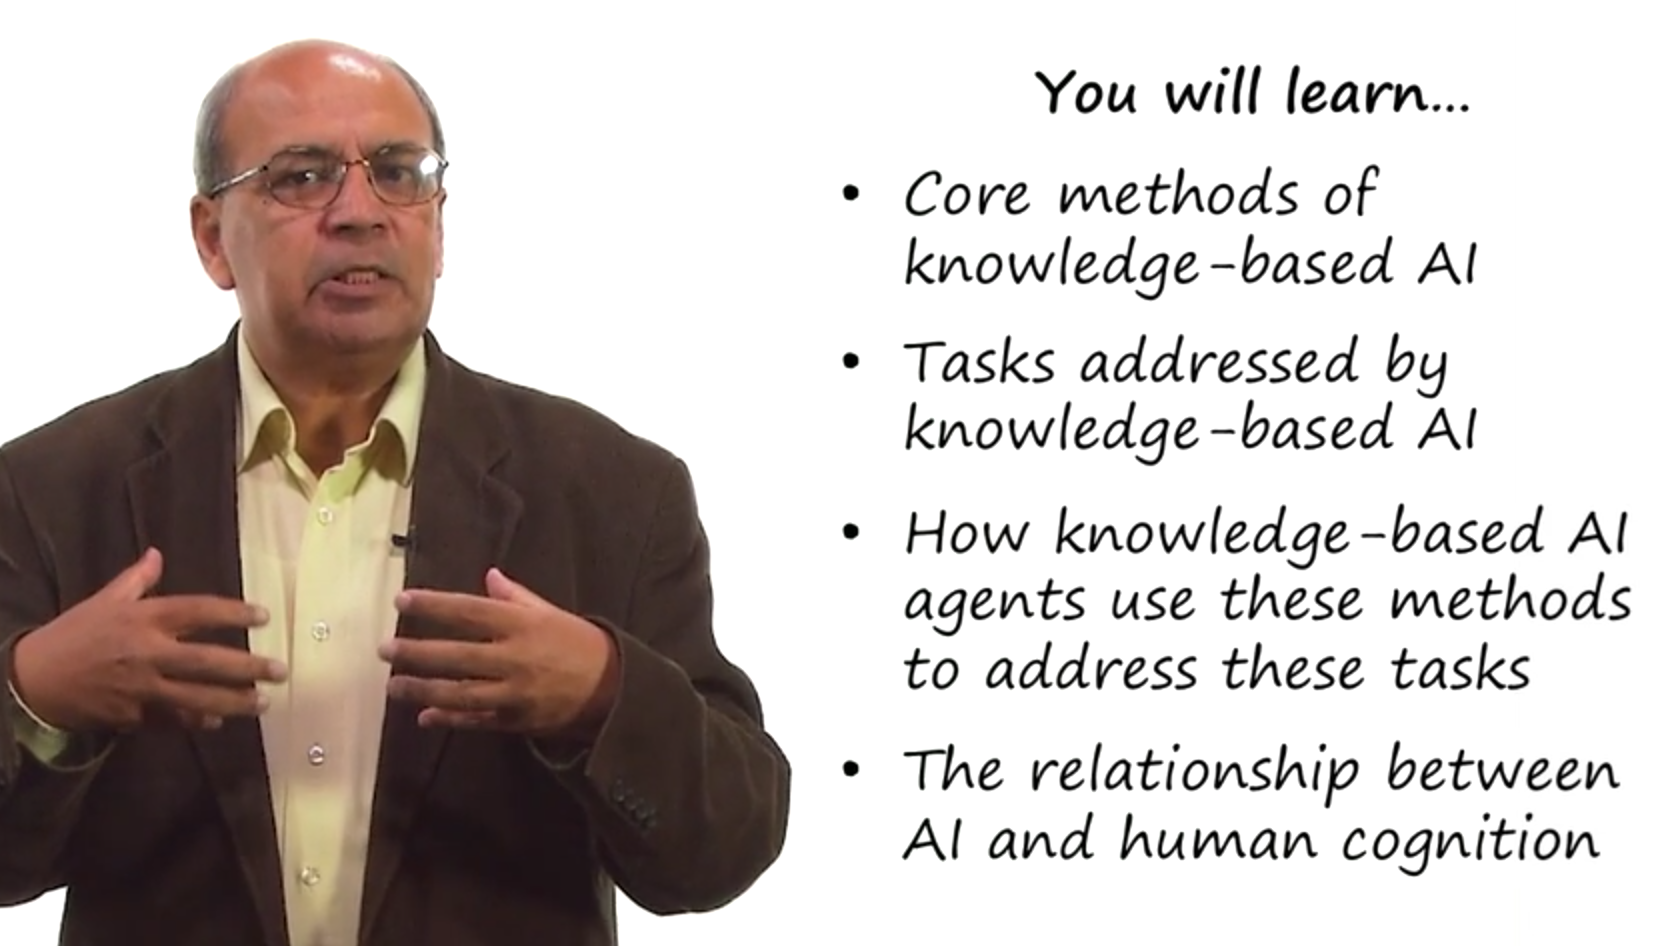 You will learn...
• Core methods of
knowledge-based AI
• Tasks addressed by
knowledge-based AI
• How knowledge-based AI
agents use these methods
to address these tasks
• The relationship between
AI and human cognition